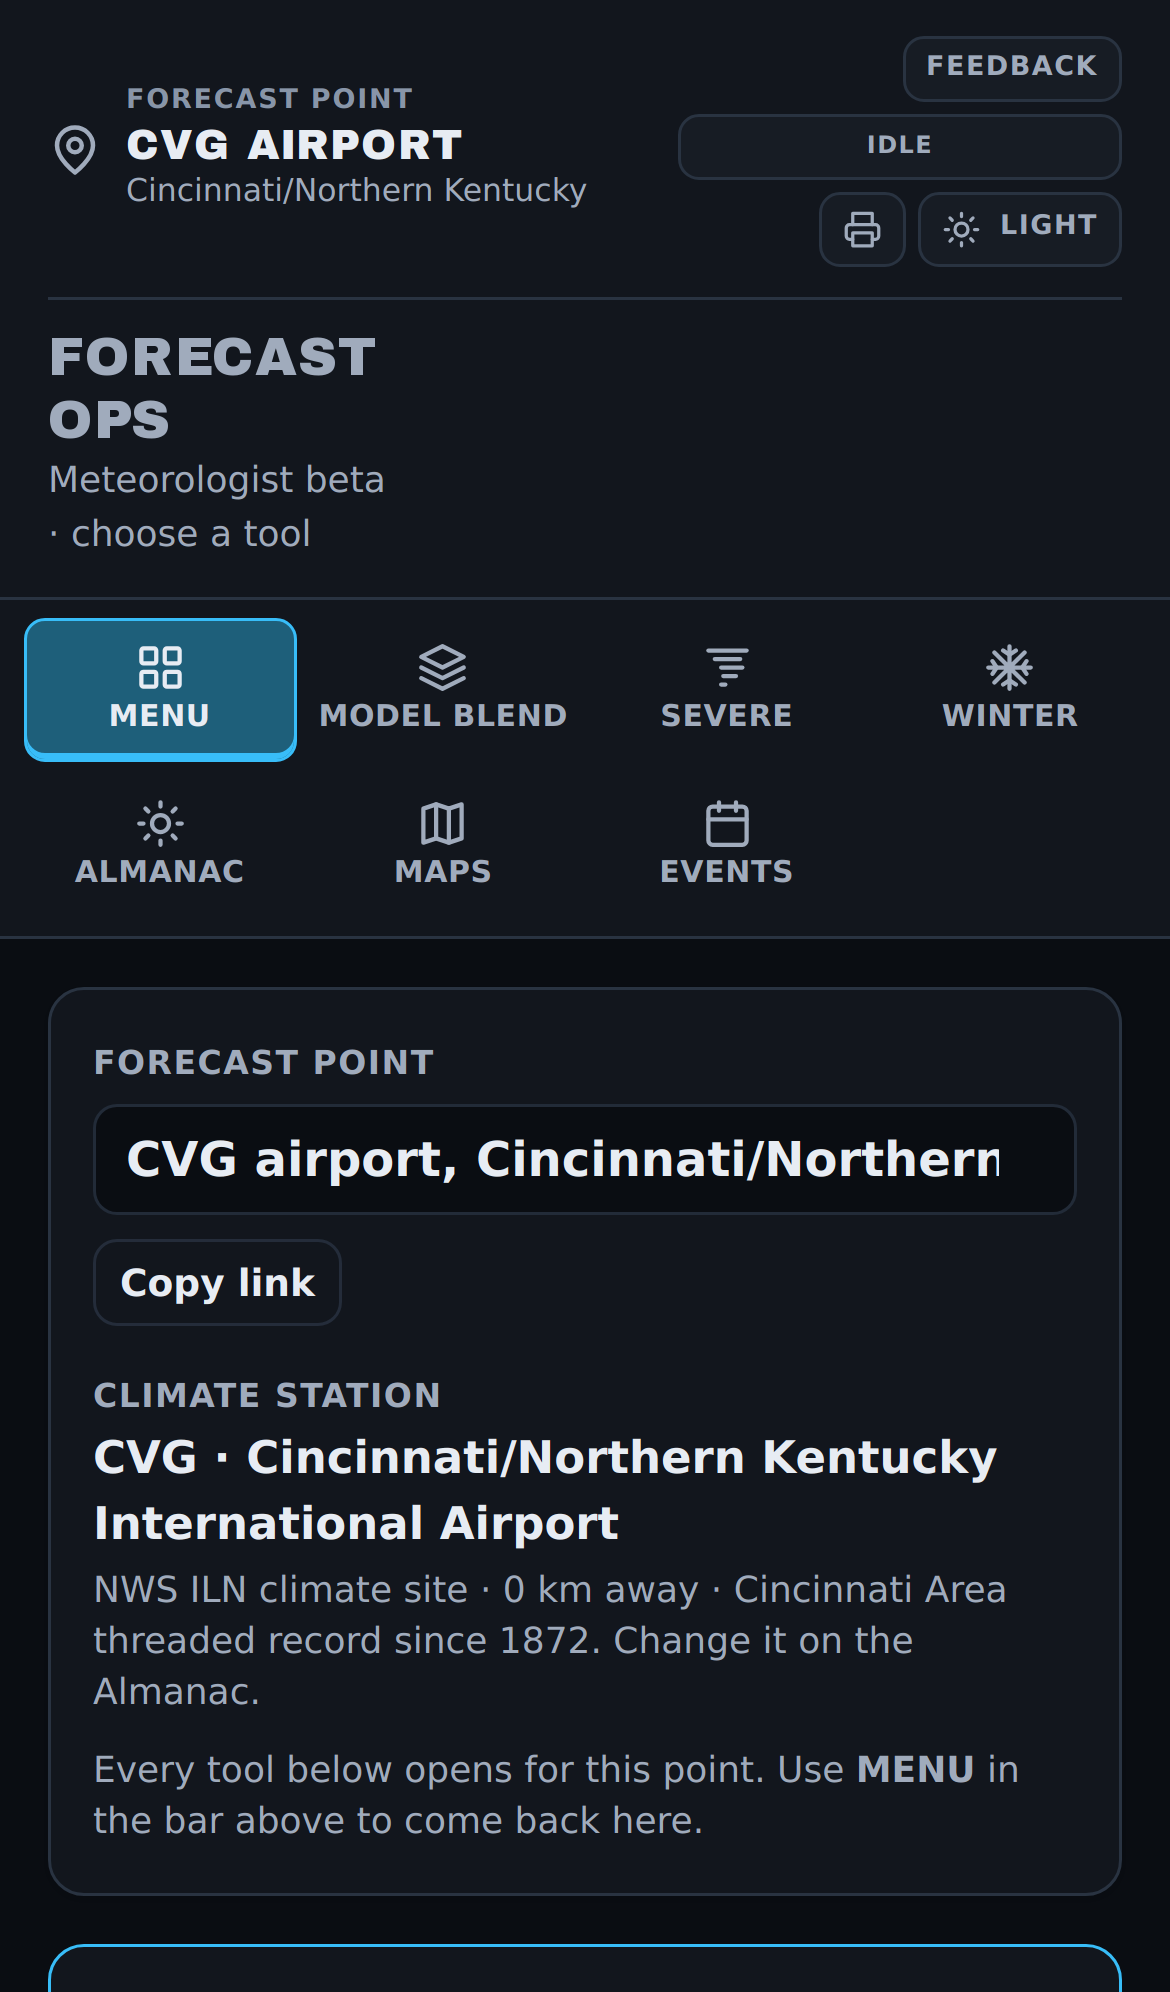 FORECAST POINT
CVG AIRPORT
Cincinnati/Northern Kentucky
FEEDBACK
IDLE
LIGHT
FORECAST
OPS
Meteorologist beta
· choose a tool
MENU
MODEL BLEND
SEVERE
WINTER
ALMANAC
MAPS
EVENTS
FORECAST POINT
CVG airport, Cincinnati/Northern
Copy link
CLIMATE STATION
CVG · Cincinnati/Northern Kentucky
International Airport
NWS ILN climate site · 0 km away · Cincinnati Area
threaded record since 1872. Change it on the
Almanac.
Every tool below opens for this point. Use MENU in
the bar above to come back here.